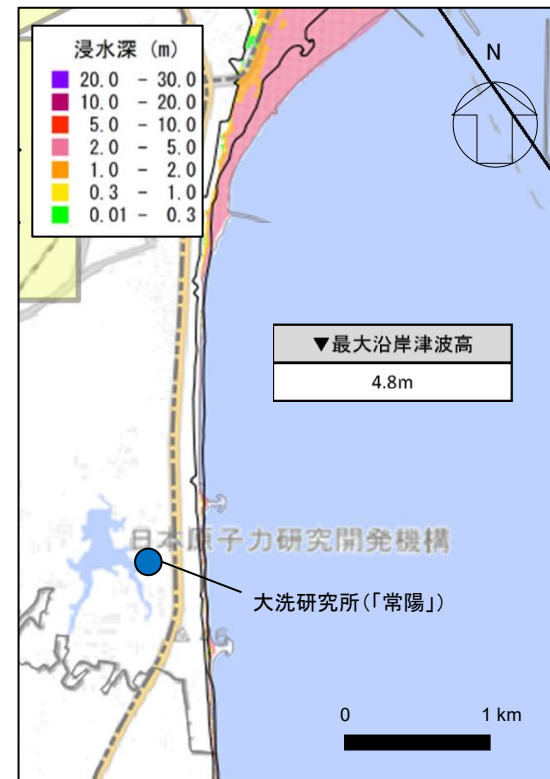 浸水深 (m)
20.0 - 30.0
10.0 - 20.0
5.0 - 10.0
2.0 - 5.0
1.0 - 2.0
0.3 - 1.0
0.01 - 0.3
N
▼最大沿岸津波高
4.8m
日本原子力研究開発機構
大洗研究所(「常陽」)
0 1 km